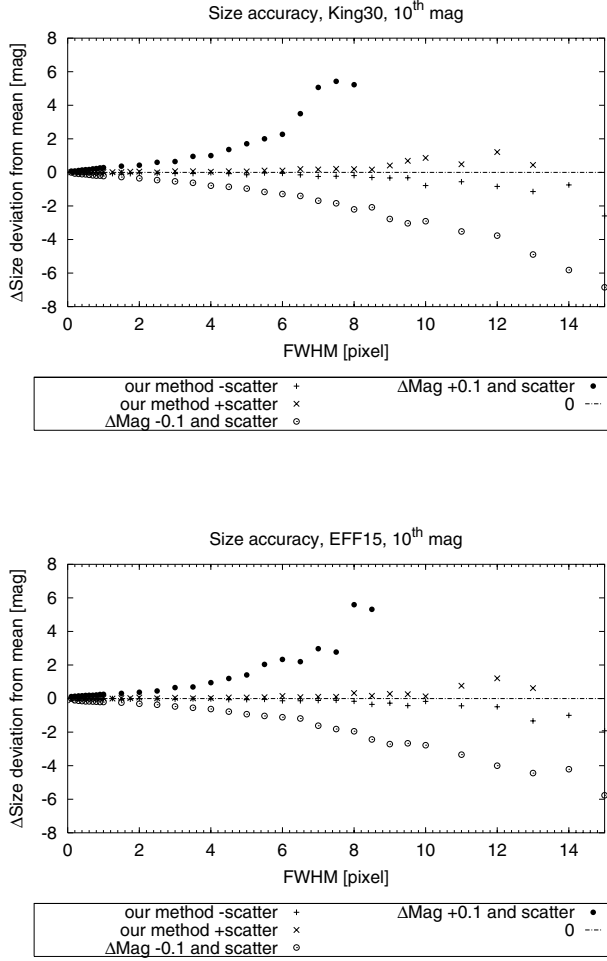 Size accuracy, King30, 10th mag
ΔSize deviation from mean [mag]
8
6
4
2
0
-2
-4
-6
-8
0 2 4 6 8 10 12 14
FWHM [pixel]
our method -scatter + ΔMag +0.1 and scatter
our method +scatter × 0
ΔMag -0.1 and scatter
Size accuracy, EFF15, 10th mag
ΔSize deviation from mean [mag]
8
6
4
2
0
-2
-4
-6
-8
0 2 4 6 8 10 12 14
FWHM [pixel]
our method -scatter + ΔMag +0.1 and scatter
our method +scatter × 0
ΔMag -0.1 and scatter